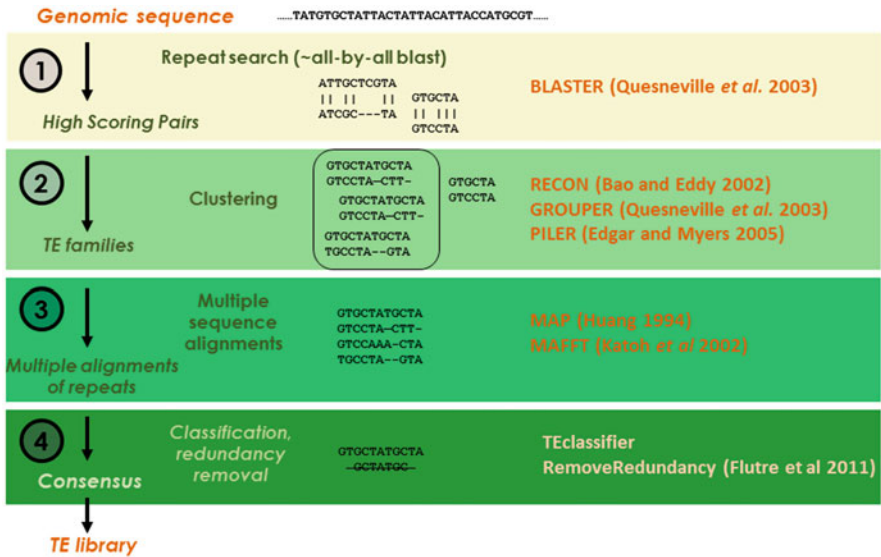 Genomic sequence
……TATGTGCTATTACTATTACATTACCATGCGT……
1
Repeat search (~all-by-all blast)
ATTGCTCGTA
|| || ||
ATCGC---TA
GTGCTA
|| |||
GTCCTA
High Scoring Pairs
BLASTER (Quesneville et al. 2003)
2
Clustering
GTGCTATGCTA
GTCCTA–CTT-
GTGCTATGCTA
GTCCTA–CTT-
GTGCTATGCTA
TGCCTA--GTA
GTGCTA
GTCCTA
RECON (Bao and Eddy 2002)
GROUPER (Quesneville et al. 2003)
PILER (Edgar and Myers 2005)
TE families
3
Multiple
sequence
alignments
GTGCTATGCTA
GTCCTA–CTT-
GTCCAAA-CTA
TGCCTA--GTA
MAP (Huang 1994)
MAFFT (Katoh et al 2002)
Multiple alignments
of repeats
4
Classification,
redundancy
removal
GTGCTATGCTA
-GCTATGC-
TEclassifier
RemoveRedundancy (Flutre et al 2011)
Consensus
TE library